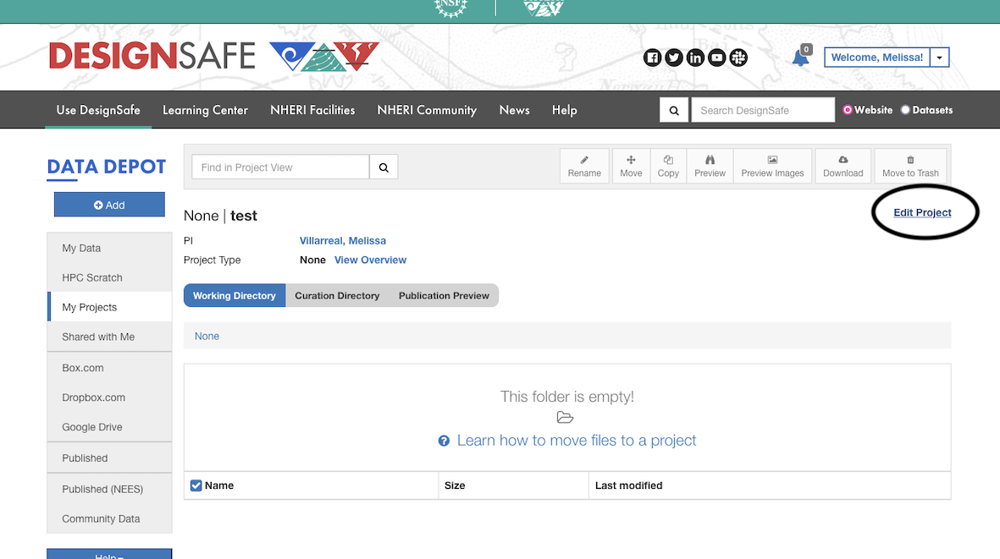 NSF
DESIGNSAFE
0
Welcome, Melissa!
Use DesignSafe
Learning Center
NHERI Facilities
NHERI Community
News
Help
Search DesignSafe
Website
Datasets
DATA DEPOT
Find in Project View
Rename
Move
Copy
Preview
Preview Images
Download
Move to Trash
Add
None | test
Edit Project
PI
Villarreal, Melissa
Project Type
None View Overview
My Data
HPC Scratch
My Projects
Shared with Me
Box.com
Dropbox.com
Google Drive
Published
Published (NEES)
Community Data
Help
Working Directory
Curation Directory
Publication Preview
None
This folder is empty!
Learn how to move files to a project
Name
Size
Last modified